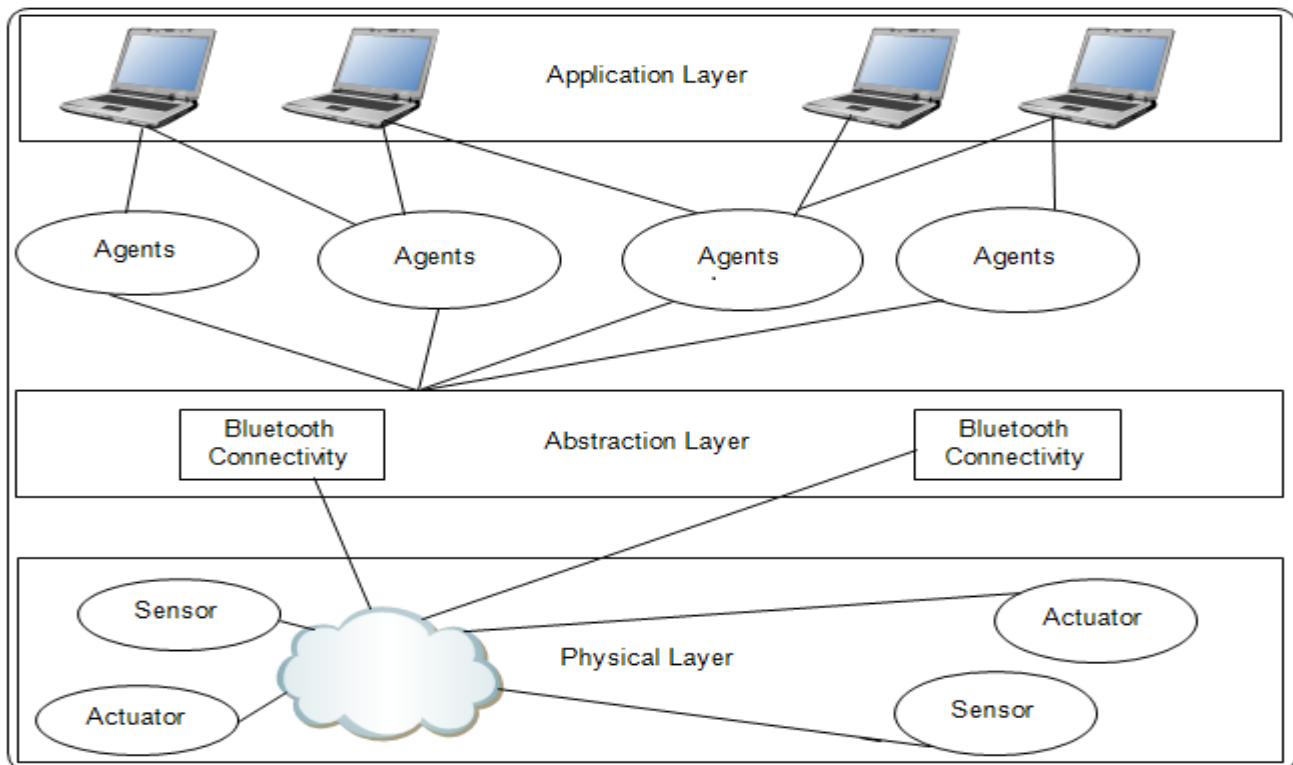 Application Layer
Agents
Agents
Agents
Agents
Bluetooth
Connectivity
Abstraction Layer
Bluetooth
Connectivity
Sensor
Actuator
Physical Layer
Actuator
Sensor